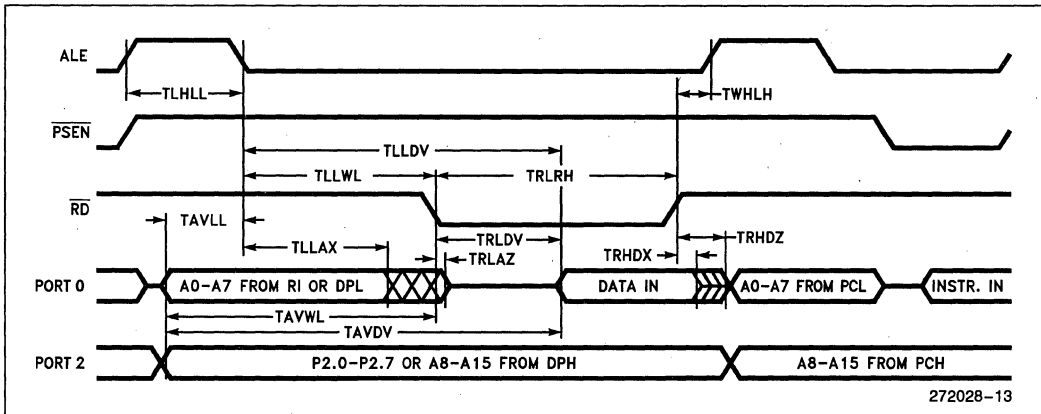 ALE
TLHLL
TWHLH
PSEN
TLLDV
TLLWL
TRLRH
RD
TAVLL
TLLAX
TRLDV
TRLAZ
TRHDX
TRHDZ
PORT 0
A0-A7 FROM RI OR DPL
DATA IN
A0-A7 FROM PCL
INSTR. IN
TAVWL
TAVDV
PORT 2
P2.0-P2.7 OR A8-A15 FROM DPH
A8-A15 FROM PCH
272028-13